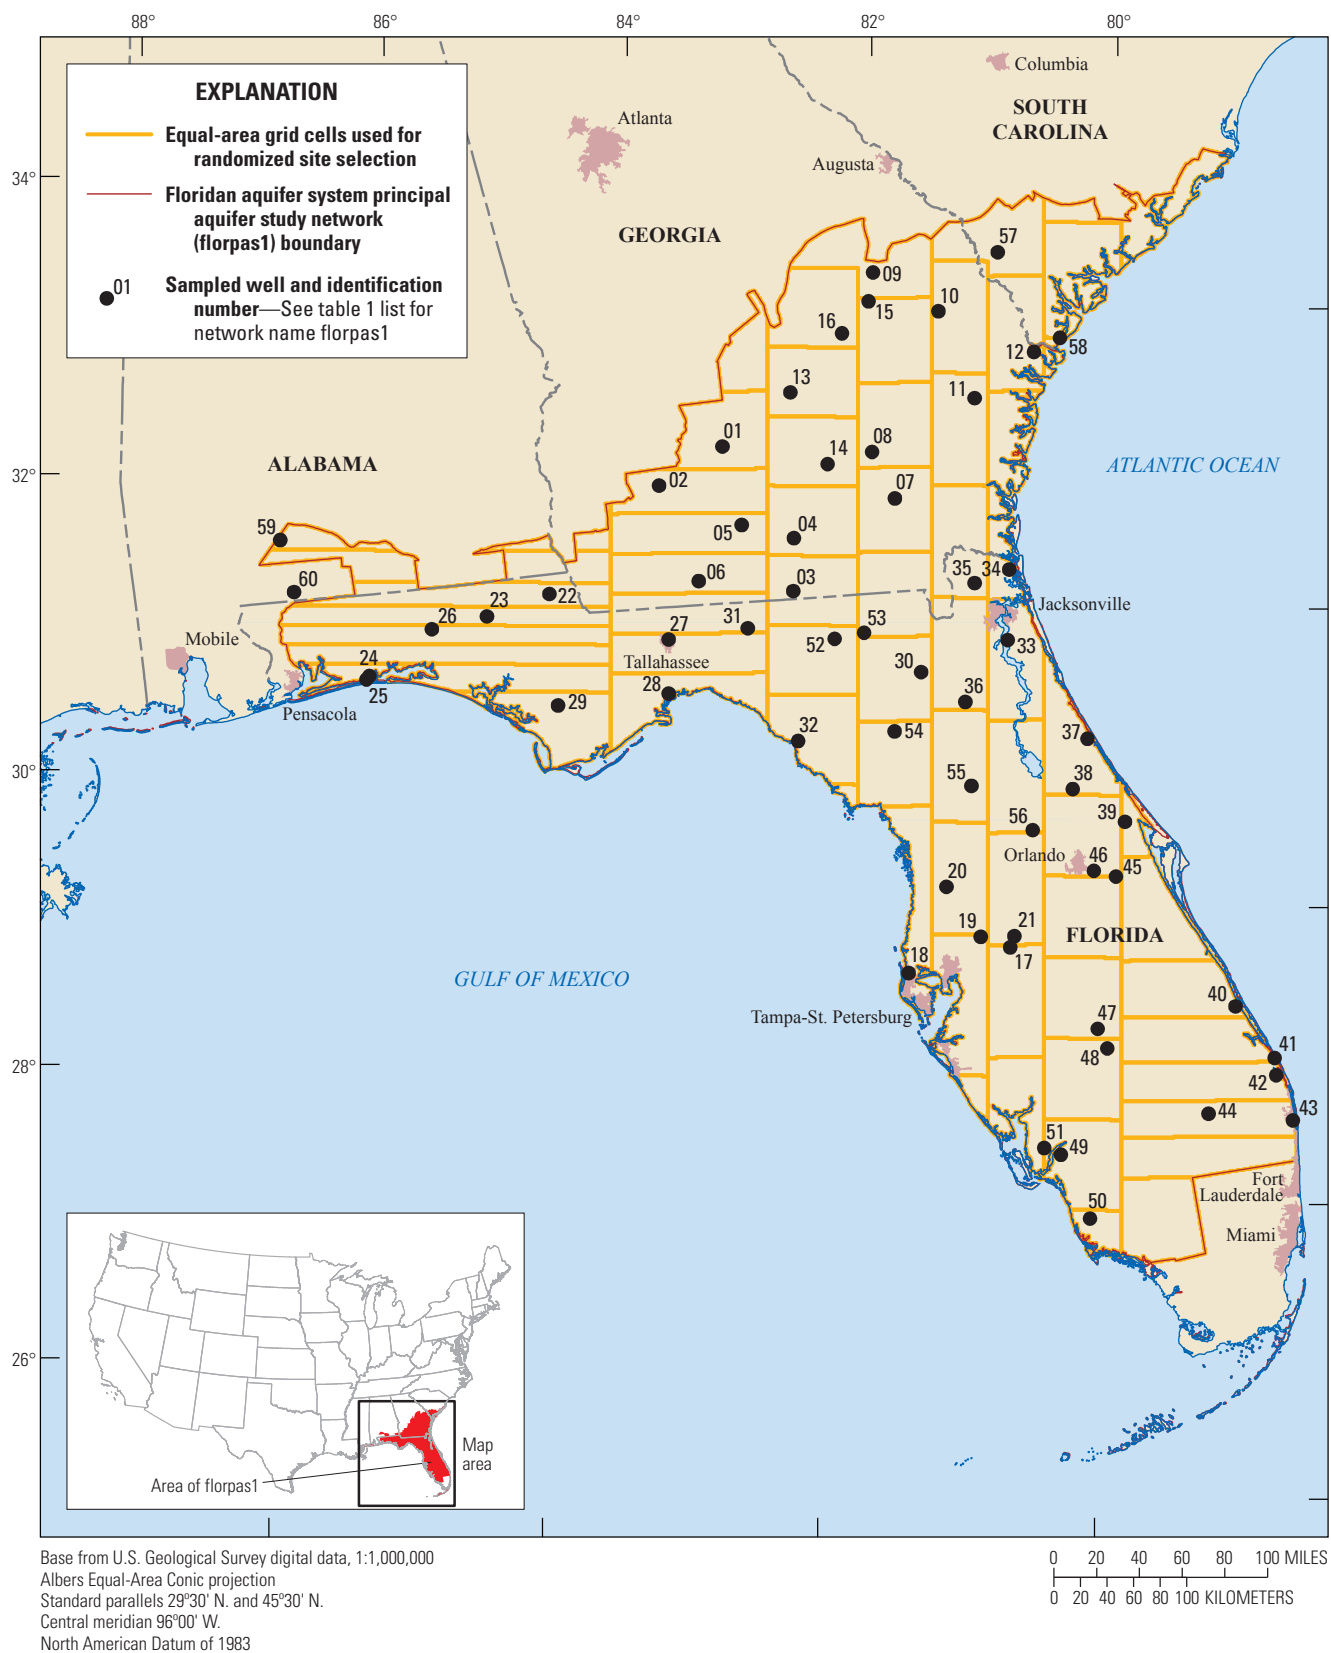 88°
86°
84°
82°
80°
34°
32°
30°
28°
26°
EXPLANATION
Equal-area grid cells used for
randomized site selection
Floridan aquifer system principal
aquifer study network
(florpas1) boundary
01
Sampled well and identification
number—See table 1 list for
network name florpas1
Columbia
SOUTH
CAROLINA
Atlanta
Augusta
GEORGIA
57
09
10
15
16
58
12
13
11
01
08
14
ALABAMA
ATLANTIC OCEAN
02
07
59
05
04
35
34
60
06
03
22
Jacksonville
23
26
27
31
53
52
33
Mobile
24
Tallahassee
30
25
28
36
Pensacola
29
32
54
37
55
38
39
56
Orlando
46
45
20
19
21
FLORIDA
17
18
GULF OF MEXICO
40
Tampa-St. Petersburg
47
41
48
42
44
43
51
49
Fort
Lauderdale
50
Miami
Map
area
Area of florpas1
Base from U.S. Geological Survey digital data, 1:1,000,000
Albers Equal-Area Conic projection
Standard parallels 29°30' N. and 45°30' N.
Central meridian 96°00' W.
North American Datum of 1983
0 20 40 60 80 100 MILES
0 20 40 60 80 100 KILOMETERS